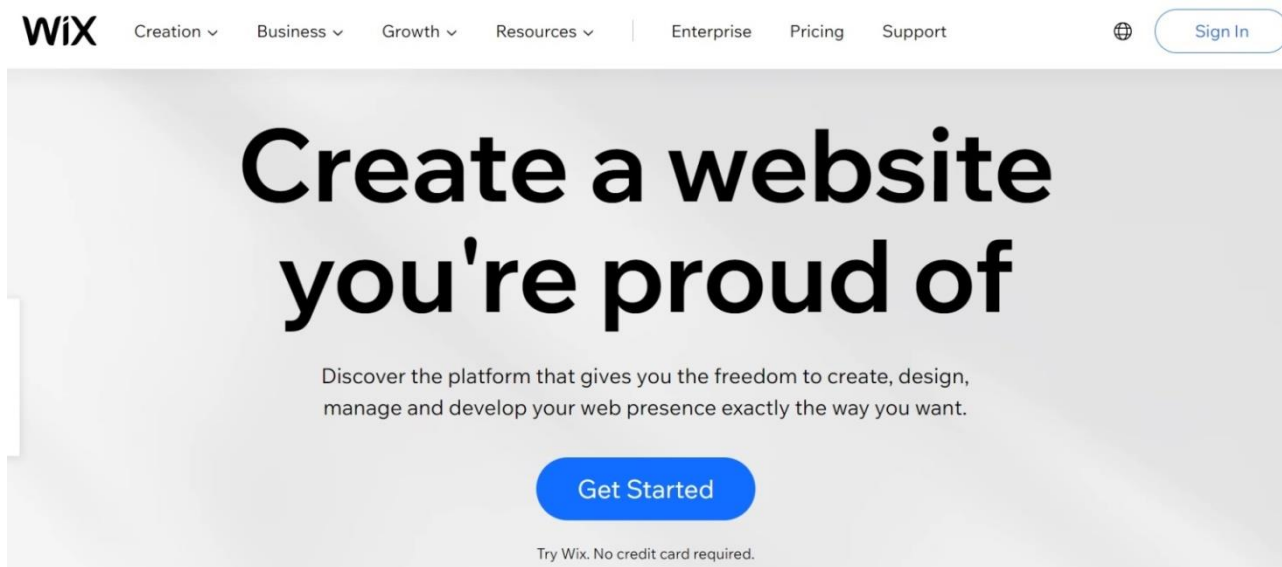 WiX Creation Business Growth Resources Enterprise Pricing Support Sign In
Create a website
you're proud of
Discover the platform that gives you the freedom to create, design,
manage and develop your web presence exactly the way you want.
Get Started
Try Wix. No credit card required.